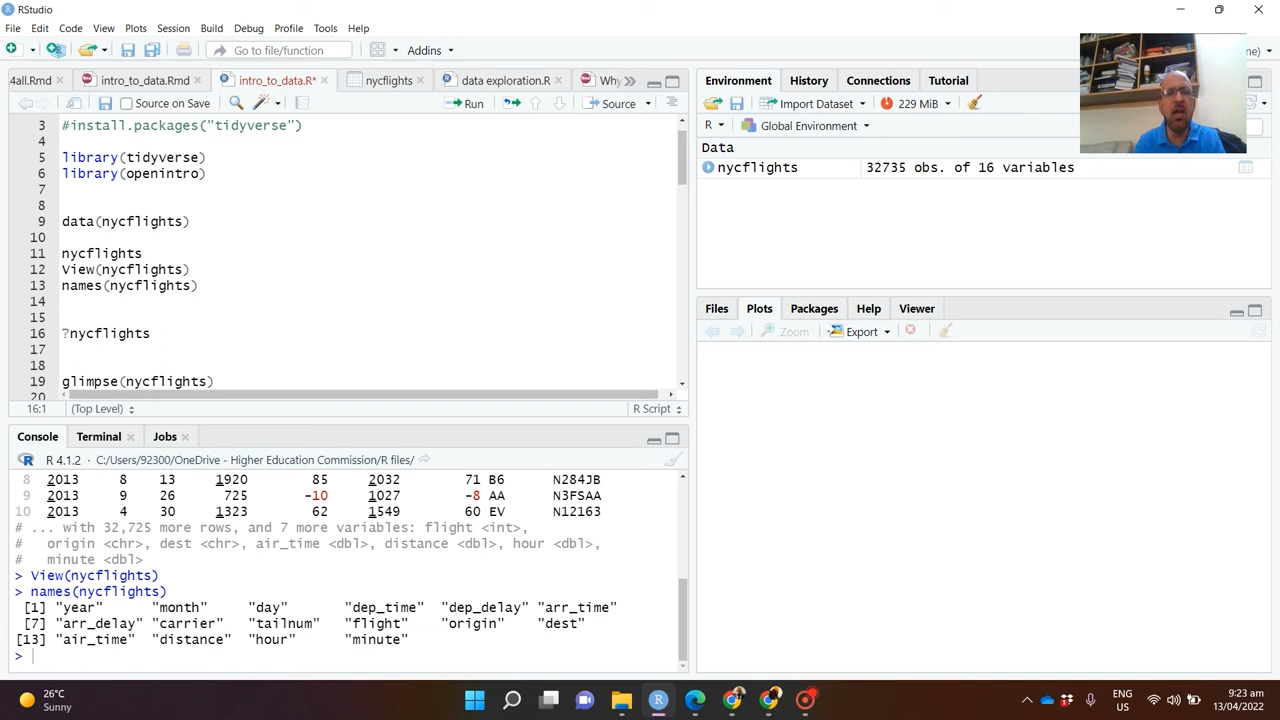 RStudio
File Edit Code View Plots Session Build Debug Profile Tools Help
Go to file/function Addins
4all.Rmd intro_to_data.Rmd intro_to_data.R* nycflights data exploration.R Why
Source on Save Run Source
3 #install.packages("tidyverse")
4
5 library(tidyverse)
6 library(openintro)
7
8
9 data(nycflights)
10
11 nycflights
12 View(nycflights)
13 names(nycflights)
14
15
16 ?nycflights
17
18
19 glimpse(nycflights)
20
16:1 (Top Level) R Script
Console Terminal Jobs
R 4.1.2 · C:/Users/92300/OneDrive - Higher Education Commission/R files/
8 2013 8 13 1920 85 2032 71 B6 N284JB
9 2013 9 26 725 -10 1027 -8 AA N3FSAA
10 2013 4 30 1323 62 1549 60 EV N12163
# ... with 32,725 more rows, and 7 more variables: flight <int>,
# origin <chr>, dest <chr>, air_time <dbl>, distance <dbl>, hour <dbl>,
# minute <dbl>
> View(nycflights)
> names(nycflights)
[1] "year" "month" "day" "dep_time" "dep_delay" "arr_time"
[7] "arr_delay" "carrier" "tailnum" "flight" "origin" "dest"
[13] "air_time" "distance" "hour" "minute"
>
Environment History Connections Tutorial
Import Dataset 229 MiB
R Global Environment
Data
nycflights 32735 obs. of 16 variables
Files Plots Packages Help Viewer
Zoom Export
26°C
Sunny
ENG
US
9:23 am
13/04/2022